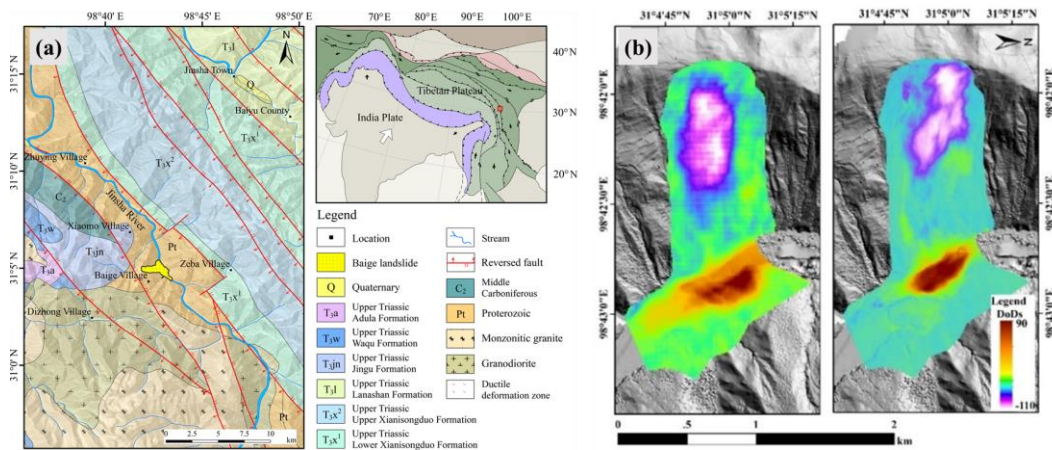 98°40' E
98°45' E
98°50' E
(a)
N
31°15' N
31°10' N
31°5' N
31°0' N
T₃l
Jinsha Town
Q
Baiyu County
T₃x¹
T₃x²
Zhuying Village
C₂
Jinsha River
Xiaomo Village
T₃w
T₃jn
Pt
T₃a
Baige Village
Zeba Village
T₃x¹
Dizhong Village
Pt
0 2.5 5 7.5 10
km
70°E
80°E
90°E
100°E
40°N
30°N
20°N
Tibetan Plateau
India Plate
Legend
Location
Baige landslide
Q Quaternary
T₃a Upper Triassic
Adula Formation
T₃w Upper Triassic
Waqu Formation
T₃jn Upper Triassic
Jingu Formation
T₃l Upper Triassic
Lanashan Formation
T₃x² Upper Triassic
Upper Xianisongduo Formation
T₃x¹ Upper Triassic
Lower Xianisongduo Formation
Stream
Reversed fault
C₂ Middle
Carboniferous
Pt Proterozoic
Monzonitic granite
Granodiorite
Ductile
deformation zone
31°4'45"N
31°5'0"N
31°5'15"N
31°4'45"N
31°5'0"N
31°5'15"N
(b)
N
98°42'0"E
98°42'30"E
98°43'0"E
98°42'0"E
98°42'30"E
98°43'0"E
Legend
DoDs
90
-110
0 .5 1 2
km